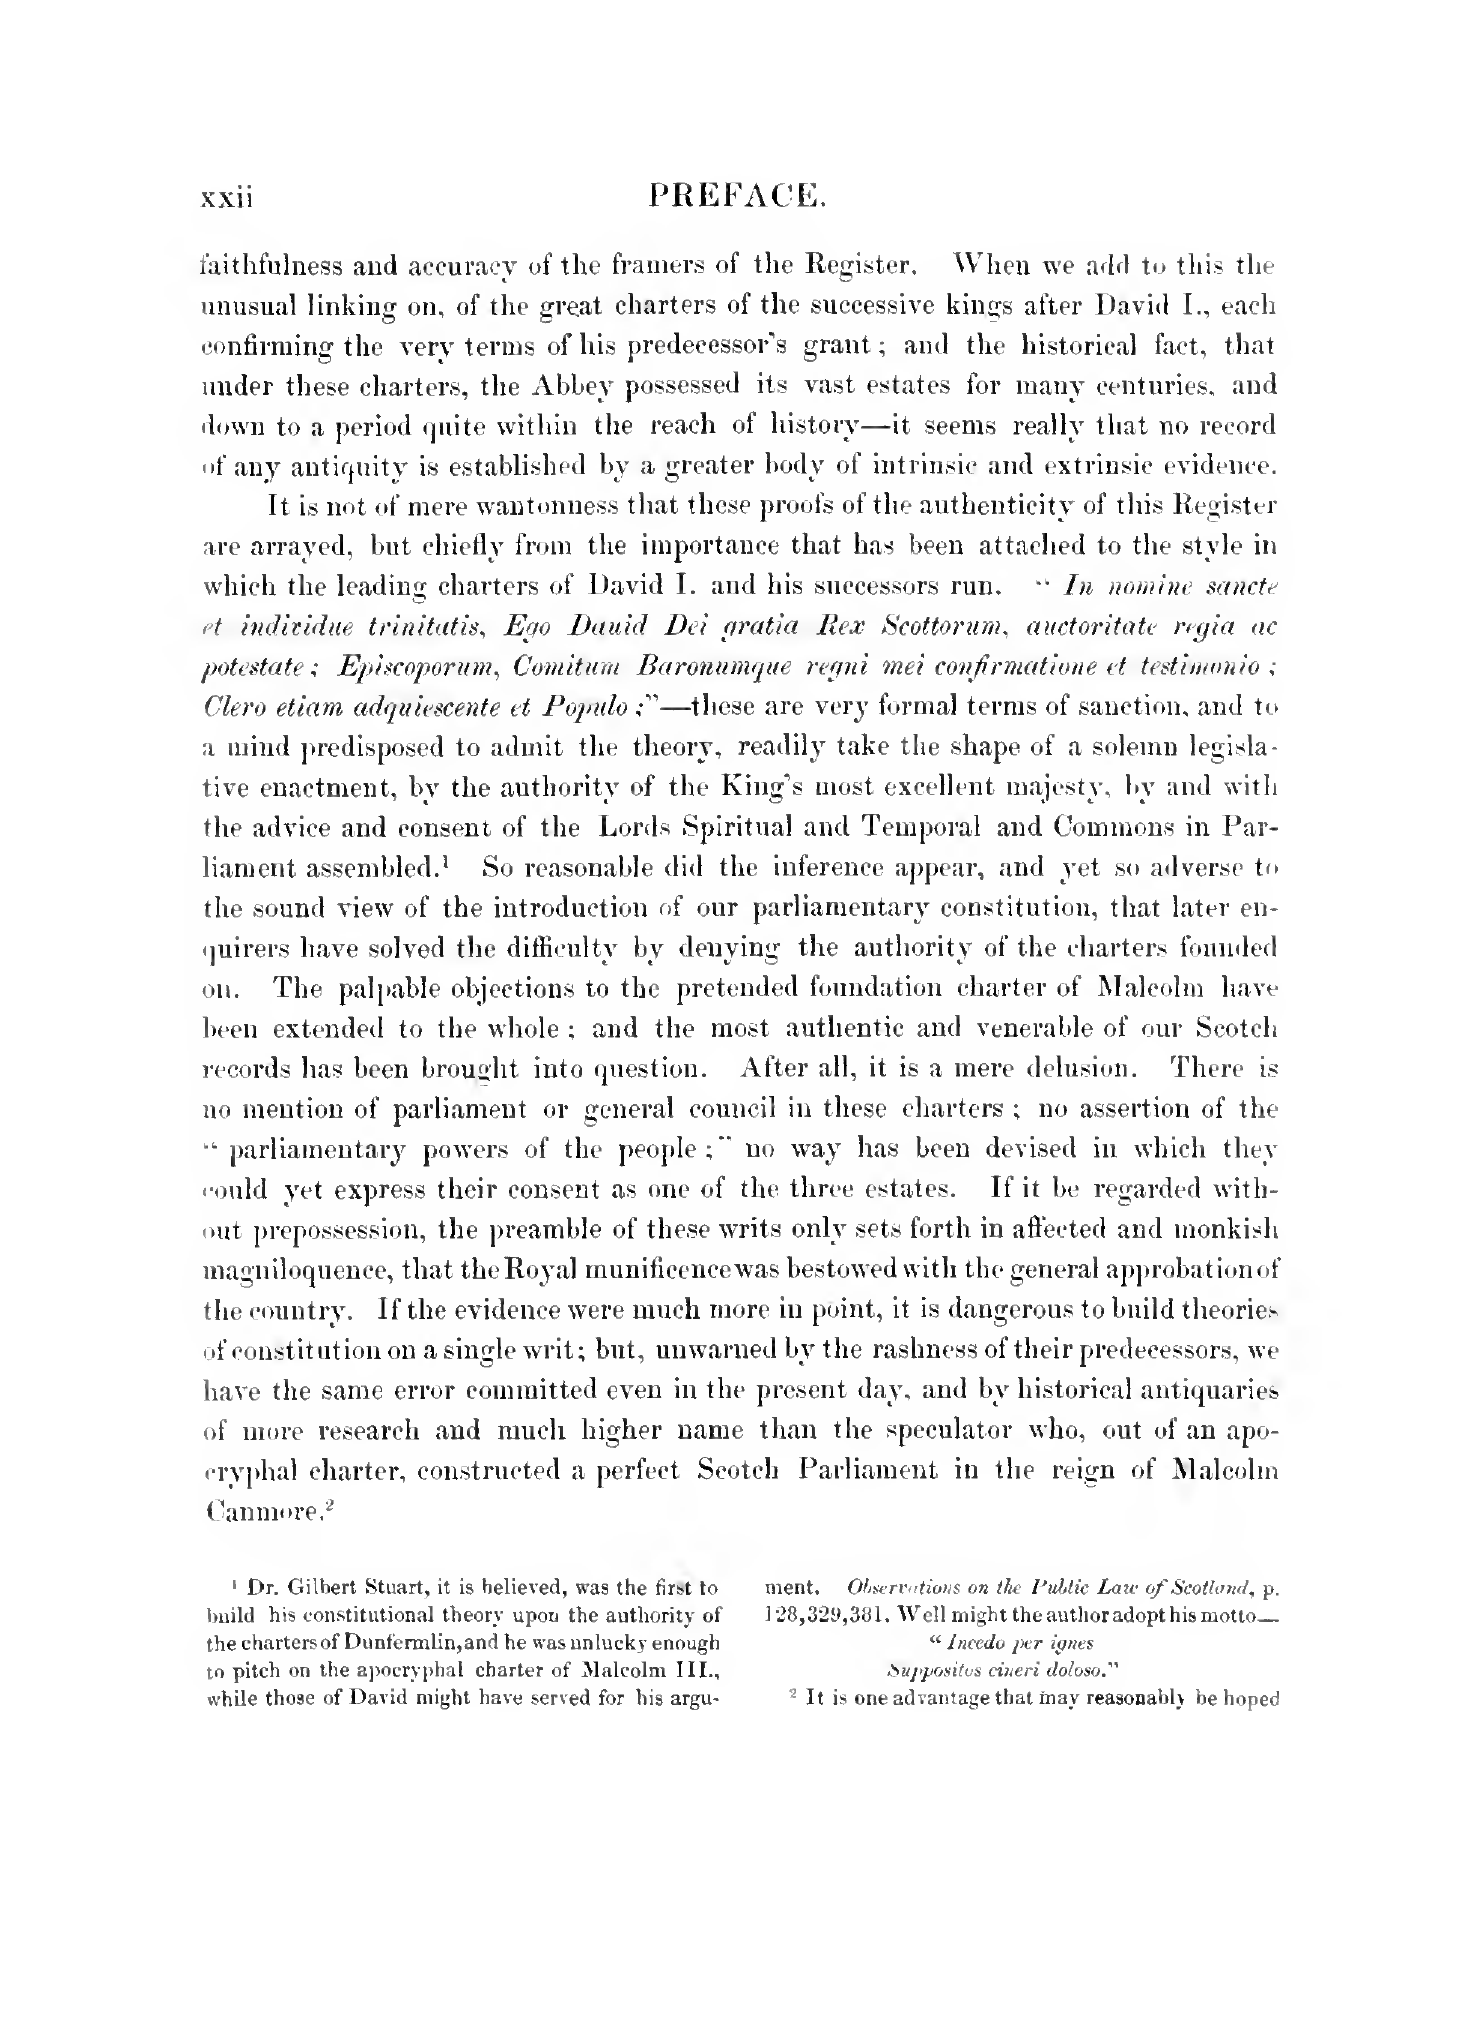 xxii PREFACE.
faithfulness and accuracy of the framers of the Register. When we add to this the
unusual linking on, of the great charters of the successive kings after David I., each
confirming the very terms of his predecessor's grant; and the historical fact, that
under these charters, the Abbey possessed its vast estates for many centuries, and
down to a period quite within the reach of history—it seems really that no record
of any antiquity is established by a greater body of intrinsic and extrinsic evidence.
It is not of mere wantonness that these proofs of the authenticity of this Register
are arrayed, but chiefly from the importance that has been attached to the style in
which the leading charters of David I. and his successors run. "In nomine sancte
et individue trinitatis, Ego Dauid Dei gratia Rex Scottorum, auctoritate regia ac
potestate; Episcoporum, Comitum Baronumque regni mei confirmatione et testimonio;
Clero etiam adquiescente et Populo;"—these are very formal terms of sanction, and to
a mind predisposed to admit the theory, readily take the shape of a solemn legisla-
tive enactment, by the authority of the King's most excellent majesty, by and with
the advice and consent of the Lords Spiritual and Temporal and Commons in Par-
liament assembled.¹ So reasonable did the inference appear, and yet so adverse to
the sound view of the introduction of our parliamentary constitution, that later en-
quirers have solved the difficulty by denying the authority of the charters founded
on. The palpable objections to the pretended foundation charter of Malcolm have
been extended to the whole; and the most authentic and venerable of our Scotch
records has been brought into question. After all, it is a mere delusion. There is
no mention of parliament or general council in these charters; no assertion of the
"parliamentary powers of the people;" no way has been devised in which they
could yet express their consent as one of the three estates. If it be regarded with-
out prepossession, the preamble of these writs only sets forth in affected and monkish
magniloquence, that the Royal munificence was bestowed with the general approbation of
the country. If the evidence were much more in point, it is dangerous to build theories
of constitution on a single writ; but, unwarned by the rashness of their predecessors, we
have the same error committed even in the present day, and by historical antiquaries
of more research and much higher name than the speculator who, out of an apo-
cryphal charter, constructed a perfect Scotch Parliament in the reign of Malcolm
Canmore.²
¹ Dr. Gilbert Stuart, it is believed, was the first to
build his constitutional theory upon the authority of
the charters of Dunfermlin, and he was unlucky enough
to pitch on the apocryphal charter of Malcolm III.,
while those of David might have served for his argu-
ment. Observations on the Public Law of Scotland, p.
128,329,381. Well might the author adopt his motto—
"Incedo per ignes
Suppositus cineri doloso."
² It is one advantage that may reasonably be hoped